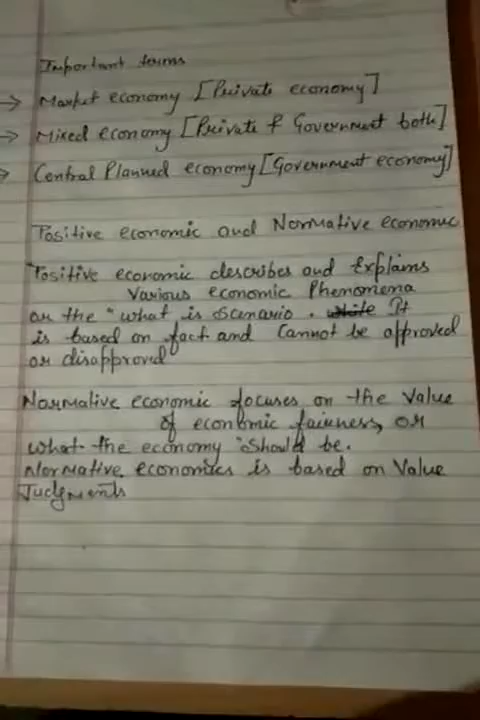 Important terms
→ Market economy [Private economy]
→ Mixed economy [Private & Government both]
→ Central Planned economy [Government economy]
Positive economic and Normative economic
Positive economic describes and Explains
Various economic Phenomena
or the "what is Scenario. It
is based on fact and Cannot be approved
or disapproved
Normative economic focuses on the Value
of economic fairness, or
what the economy "Should be.
Normative economics is based on Value
Judgments